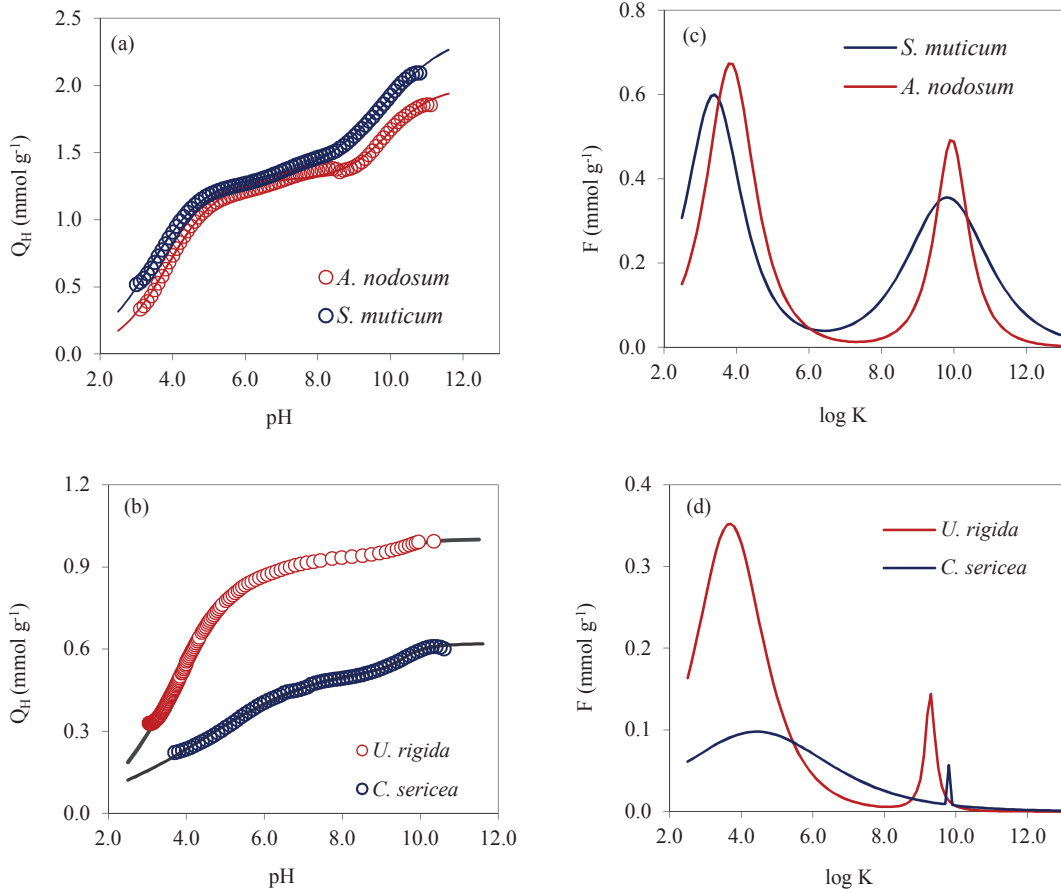 (a)
2.5
2.0
1.5
1.0
0.5
0.0
Q_H (mmol g⁻¹)
A. nodosum
S. muticum
2.0 4.0 6.0 8.0 10.0 12.0
pH
(c)
0.8
0.6
0.4
0.2
0.0
F (mmol g⁻¹)
S. muticum
A. nodosum
2.0 4.0 6.0 8.0 10.0 12.0
log K
(b)
1.2
0.9
0.6
0.3
0.0
Q_H (mmol g⁻¹)
U. rigida
C. sericea
2.0 4.0 6.0 8.0 10.0 12.0
pH
(d)
0.4
0.3
0.2
0.1
0.0
F (mmol g⁻¹)
U. rigida
C. sericea
2.0 4.0 6.0 8.0 10.0 12.0
log K